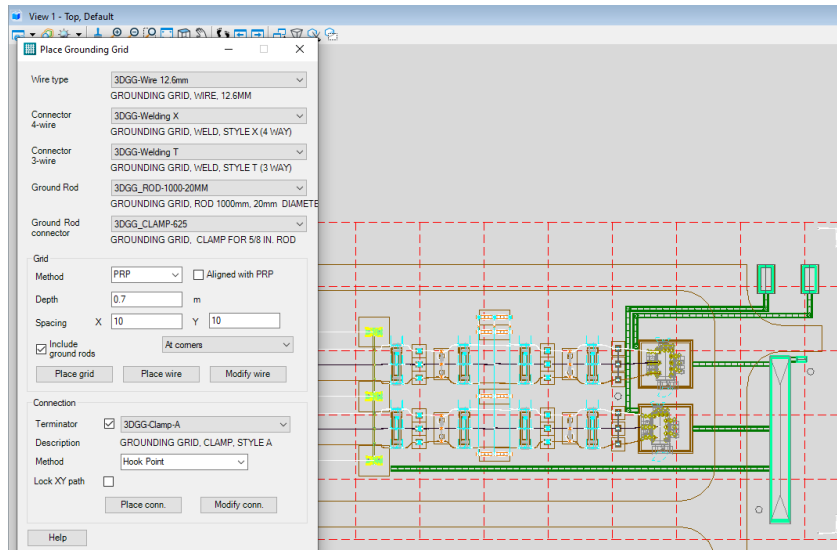 View 1 - Top, Default
Place Grounding Grid
Wire type 3DGG-Wire 12.6mm
GROUNDING GRID, WIRE, 12.6MM
Connector 4-wire 3DGG-Welding X
GROUNDING GRID, WELD, STYLE X (4 WAY)
Connector 3-wire 3DGG-Welding T
GROUNDING GRID, WELD, STYLE T (3 WAY)
Ground Rod 3DGG_ROD-1000-20MM
GROUNDING GRID, ROD 1000mm, 20mm DIAMETE
Ground Rod connector 3DGG_CLAMP-625
GROUNDING GRID, CLAMP FOR 5/8 IN. ROD
Grid
Method PRP Aligned with PRP
Depth 0.7 m
Spacing X 10 Y 10
Include ground rods At corners
Place grid Place wire Modify wire
Connection
Terminator 3DGG-Clamp-A
Description GROUNDING GRID, CLAMP, STYLE A
Method Hook Point
Lock XY path
Place conn. Modify conn.
Help